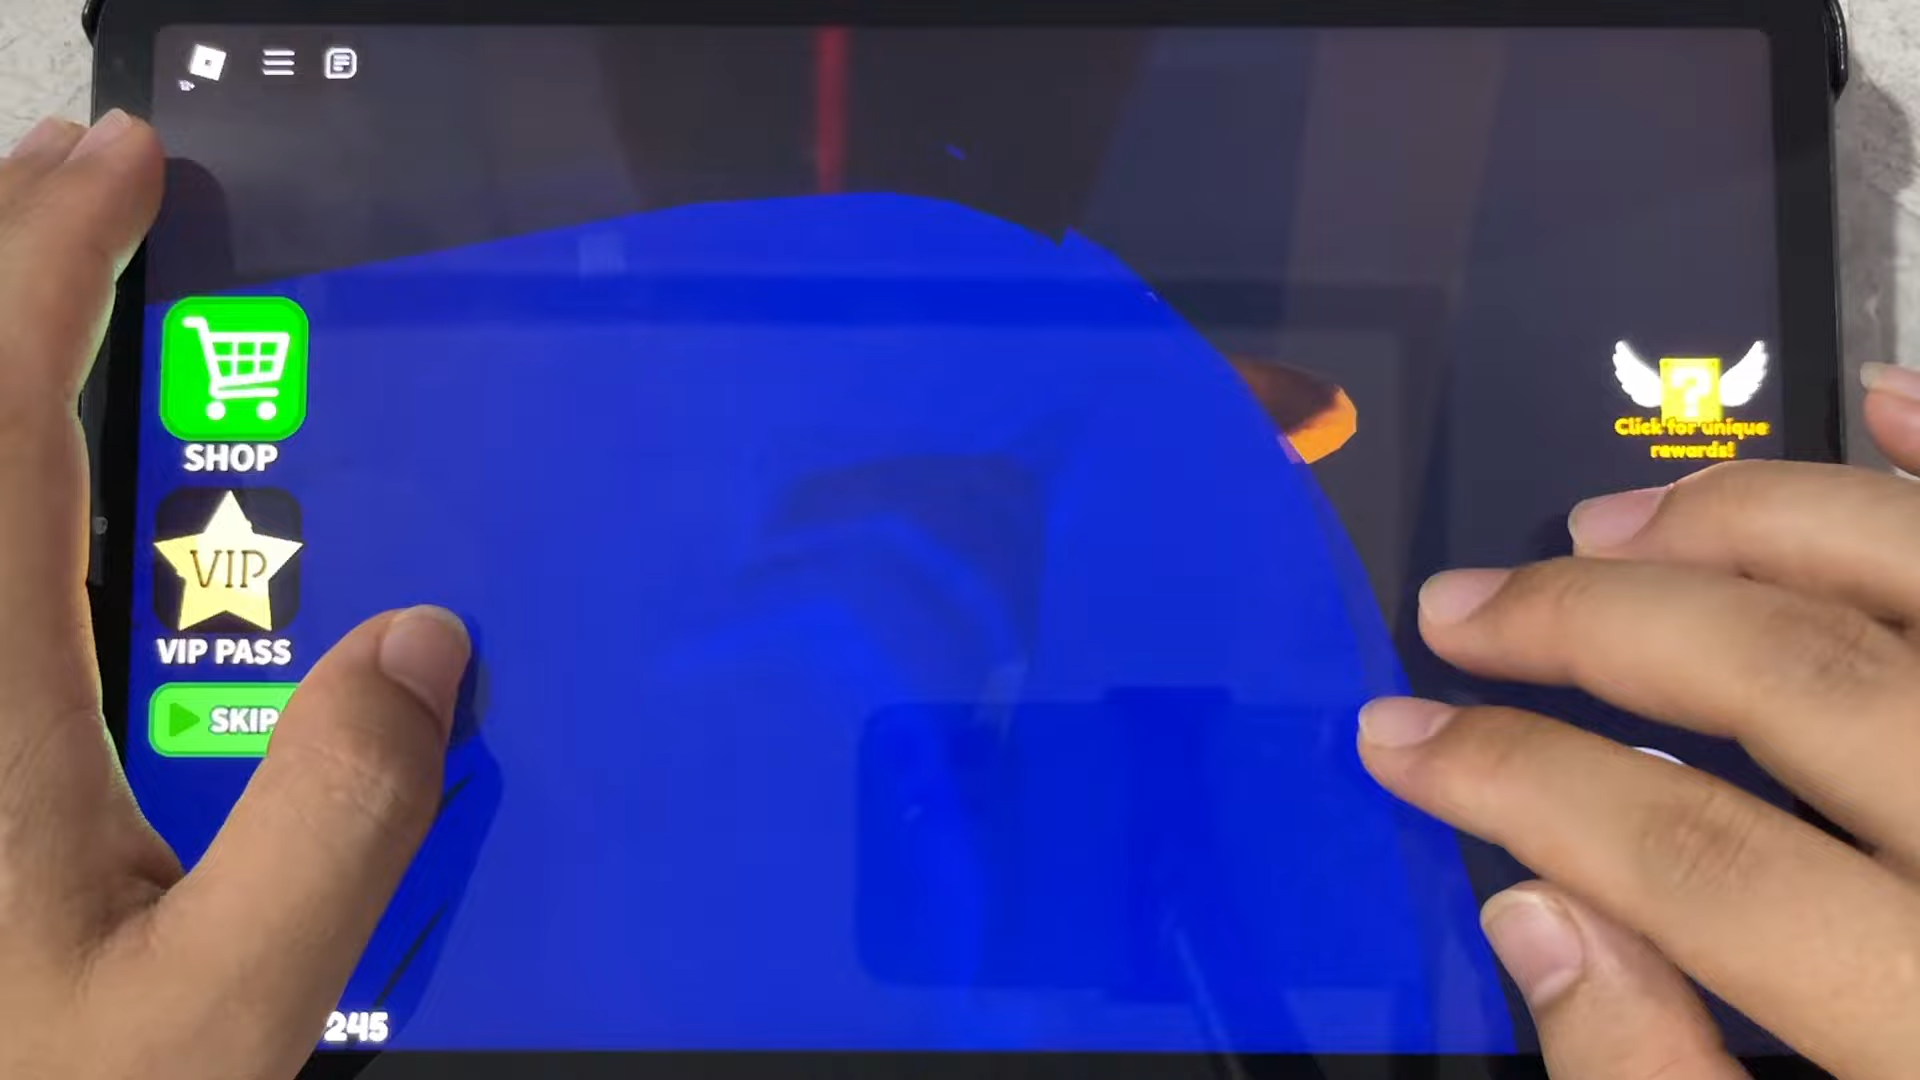 SHOP
VIP
VIP PASS
SKIP
?
Click for unique
rewards!
245